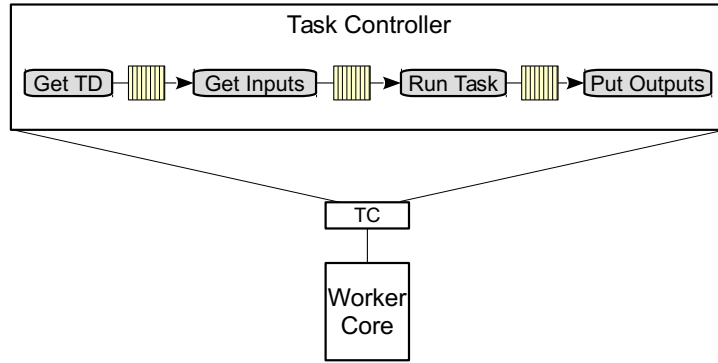 Task Controller
Get TD Get Inputs Run Task Put Outputs
TC
Worker
Core